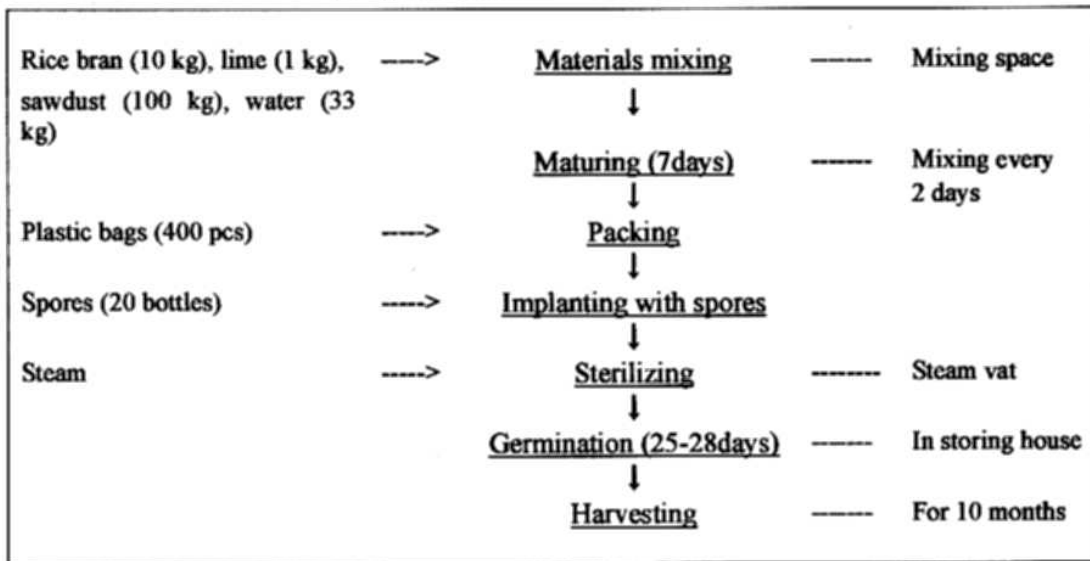 Rice bran (10 kg), lime (1 kg), -----> Materials mixing ------ Mixing space
sawdust (100 kg), water (33
kg)
Maturing (7days) ------- Mixing every
2 days
Plastic bags (400 pcs) -----> Packing
Spores (20 bottles) -----> Implanting with spores
Steam -----> Sterilizing -------- Steam vat
Germination (25-28days) ------ In storing house
Harvesting ------ For 10 months